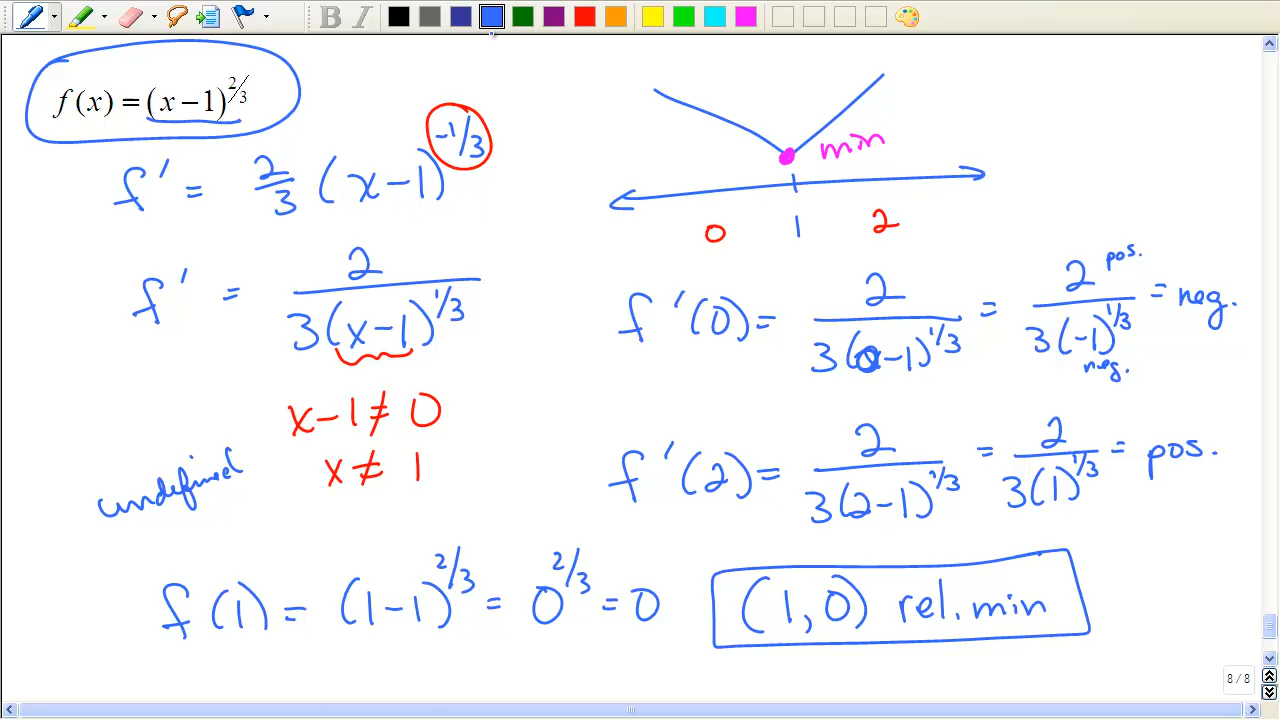 B I
f(x) = (x−1)^2/3
f' = 2/3 (x−1)^-1/3
f' = 2 / 3(x−1)^1/3
x−1 ≠ 0
x ≠ 1
undefined
min
0 1 2
f'(0) = 2 / 3(0−1)^1/3 = 2 pos. / 3(−1)^1/3 neg. = neg.
f'(2) = 2 / 3(2−1)^1/3 = 2 / 3(1)^1/3 = pos.
f(1) = (1−1)^2/3 = 0^2/3 = 0
(1,0) rel. min
8/8